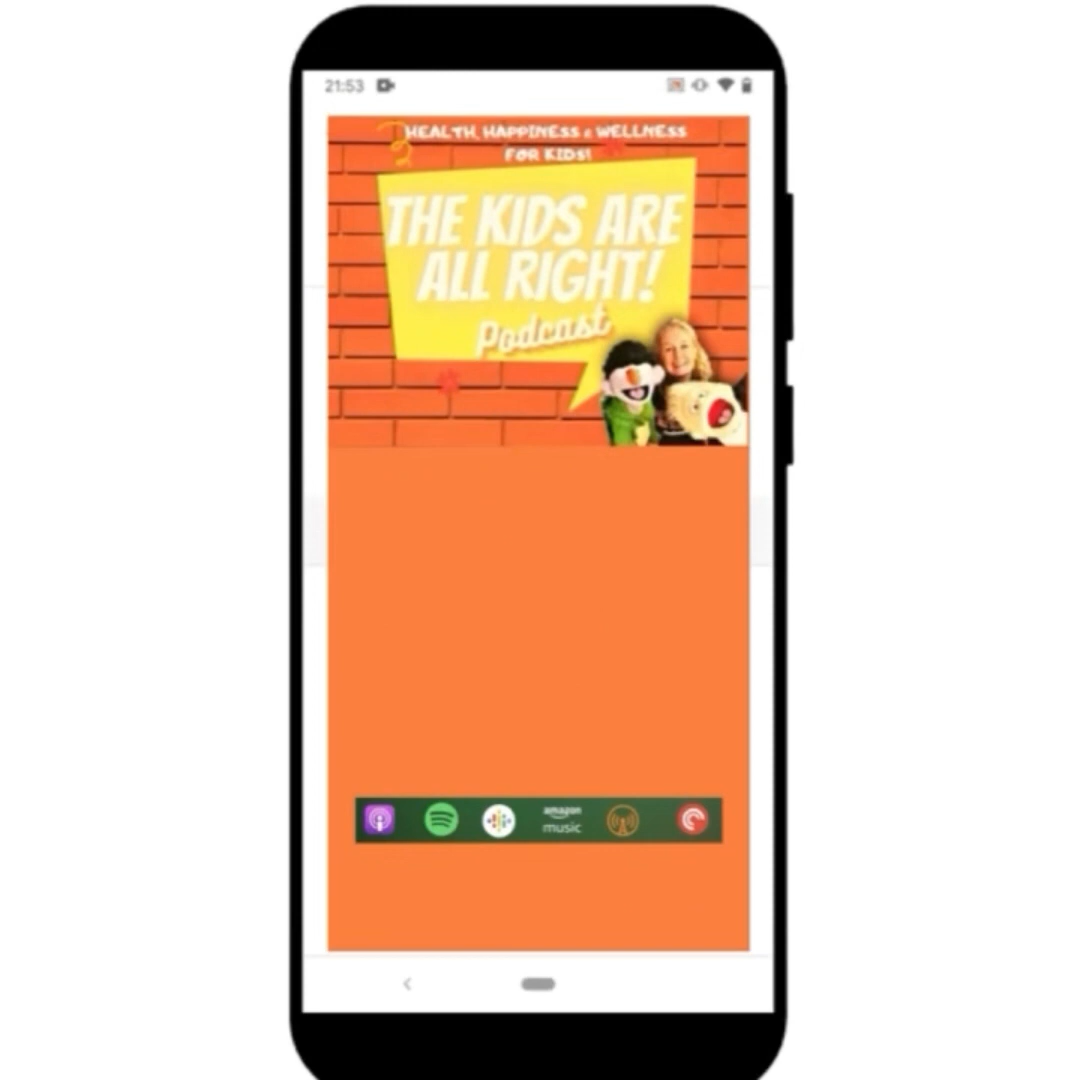 21:53
HEALTH, HAPPINESS & WELLNESS
FOR KIDS!
THE KIDS ARE
ALL RIGHT!
Podcast
amazon
music